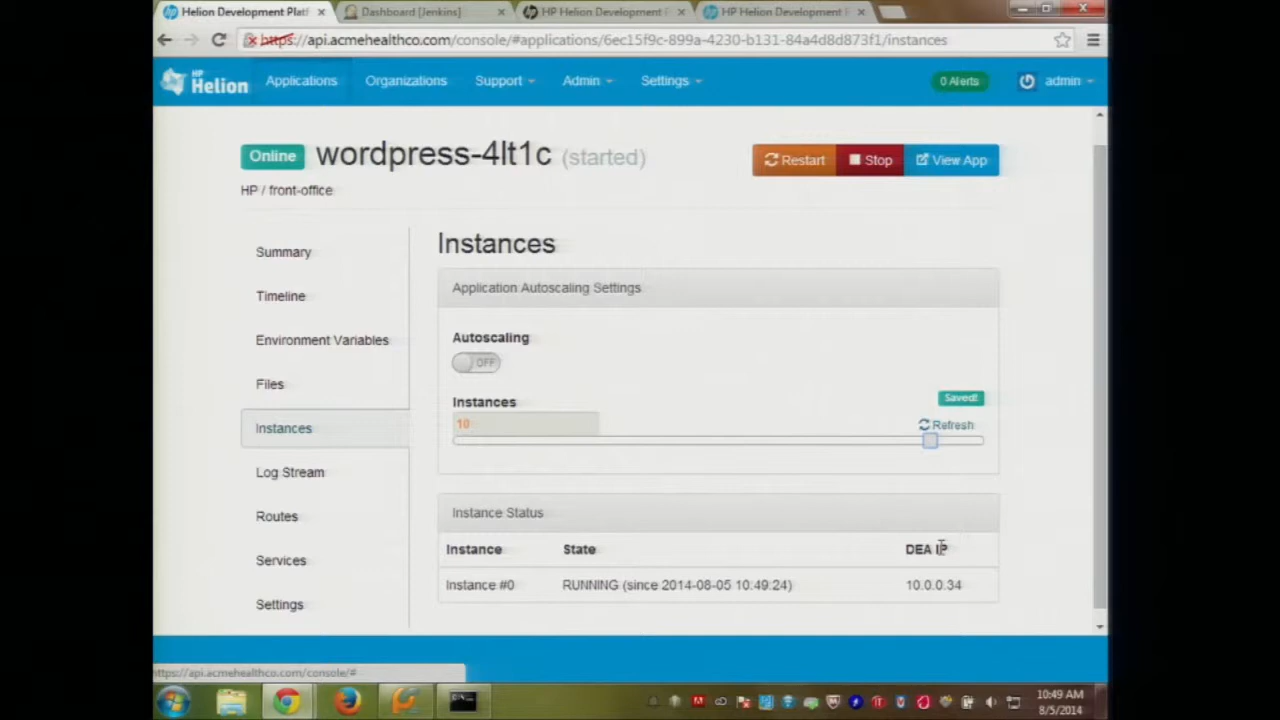 Helion Development Platf
Dashboard [Jenkins]
HP Helion Development
HP Helion Development
https://api.acmehealthco.com/console/#applications/6ec15f9c-899a-4230-b131-84a4d8d873f1/instances
HP
Helion
Applications
Organizations
Support
Admin
Settings
0 Alerts
admin
Online
wordpress-4lt1c (started)
Restart
Stop
View App
HP / front-office
Summary
Timeline
Environment Variables
Files
Instances
Log Stream
Routes
Services
Settings
Instances
Application Autoscaling Settings
Autoscaling
OFF
Instances
Saved!
10
Refresh
Instance Status
Instance State DEA IP
Instance #0 RUNNING (since 2014-08-05 10:49:24) 10.0.0.34
https://api.acmehealthco.com/console/#
10:49 AM
8/5/2014